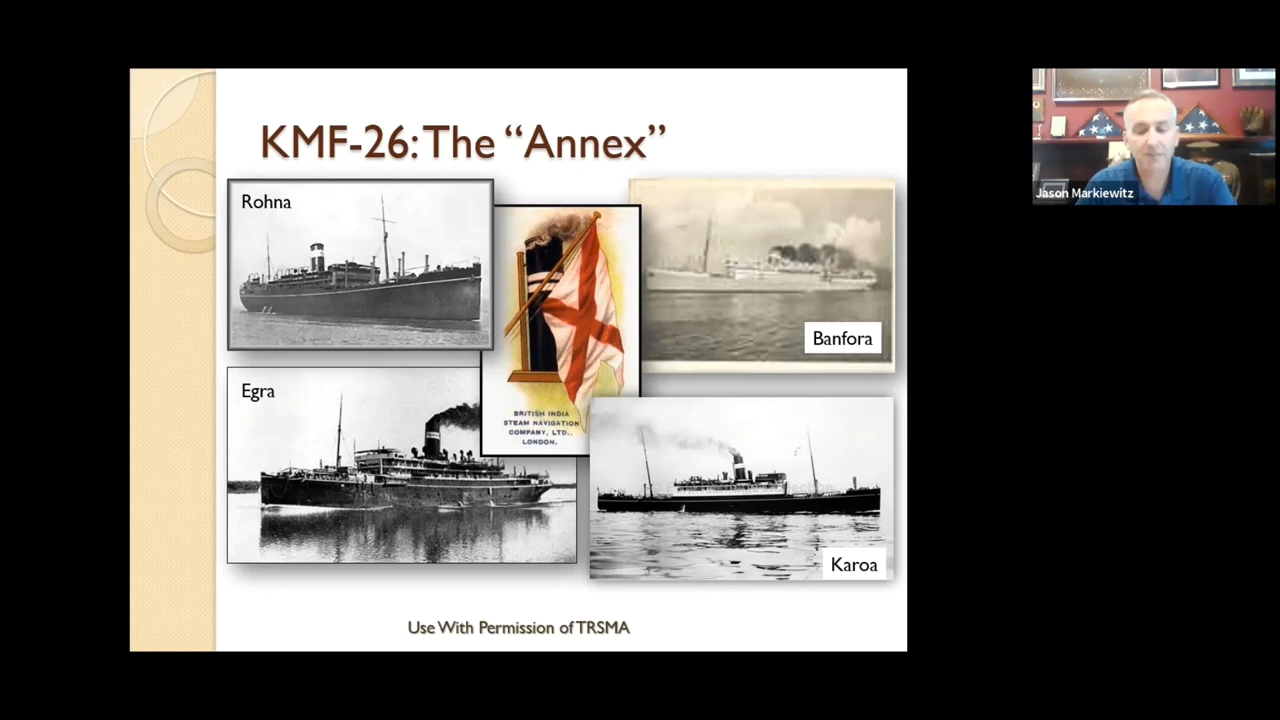 KMF-26: The “Annex”
Rohna
Banfora
Egra
BRITISH INDIA
STEAM NAVIGATION
COMPANY, LTD.,
LONDON.
Karoa
Use With Permission of TRSMA
Jason Markiewitz